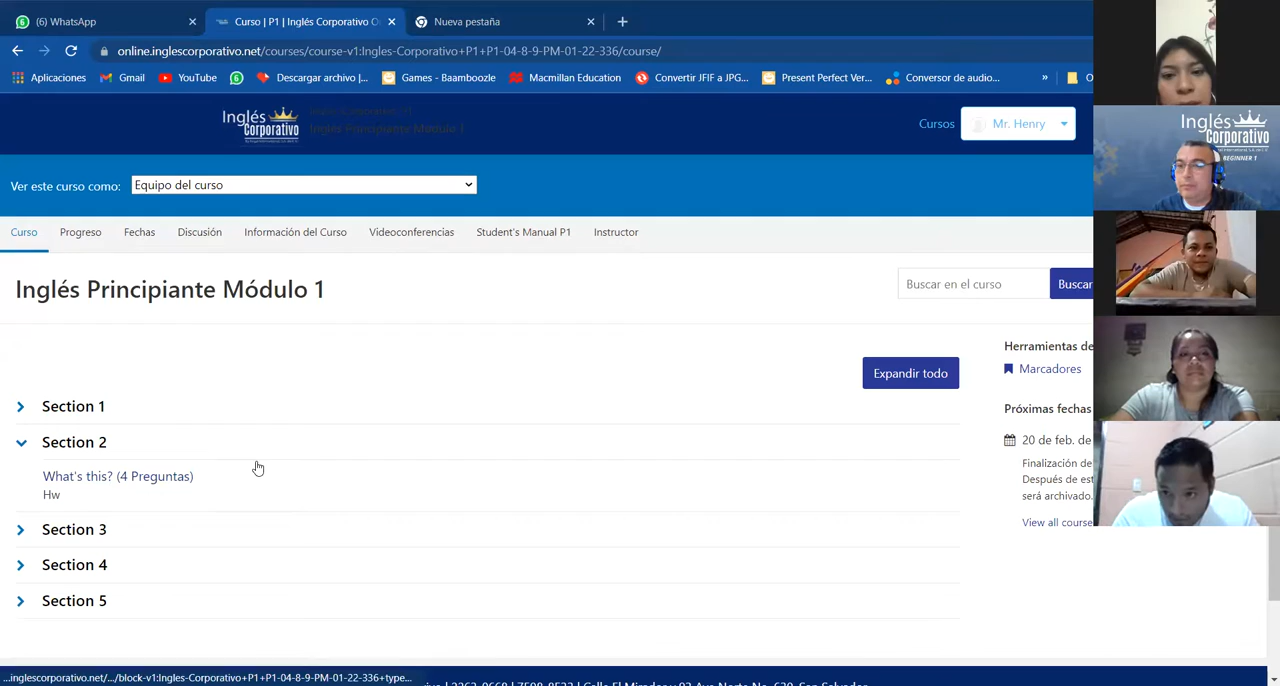 (6) WhatsApp
Curso | P1 | Inglés Corporativo O
Nueva pestaña
online.inglescorporativo.net/courses/course-v1:Ingles-Corporativo+P1+P1-04-8-9-PM-01-22-336/course/
Aplicaciones Gmail YouTube Descargar archivo |... Games - Baamboozle Macmillan Education Convertir JFIF a JPG... Present Perfect Ver... Conversor de audio... » O
Inglés Corporativo
Inglés Principiante Módulo 1
Cursos Mr. Henry
Ver este curso como: Equipo del curso
Curso Progreso Fechas Discusión Información del Curso Videoconferencias Student's Manual P1 Instructor
Inglés Principiante Módulo 1
Buscar en el curso Buscar
Expandir todo
Section 1
Section 2
What's this? (4 Preguntas)
Hw
Section 3
Section 4
Section 5
Herramientas de
Marcadores
Próximas fechas
20 de feb. de
Finalización de
Después de est
será archivado.
View all course
...inglescorporativo.net/.../block-v1:Ingles-Corporativo+P1+P1-04-8-9-PM-01-22-336+type...
Inglés
Corporativo
BEGINNER 1